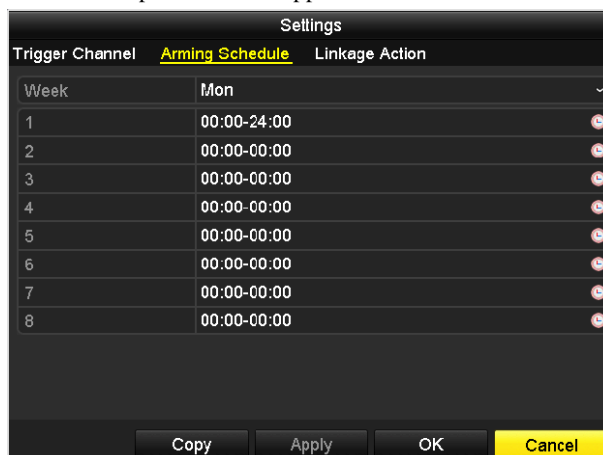 Settings
Trigger Channel Arming Schedule Linkage Action
Week Mon
1 00:00-24:00
2 00:00-00:00
3 00:00-00:00
4 00:00-00:00
5 00:00-00:00
6 00:00-00:00
7 00:00-00:00
8 00:00-00:00
Copy Apply OK Cancel